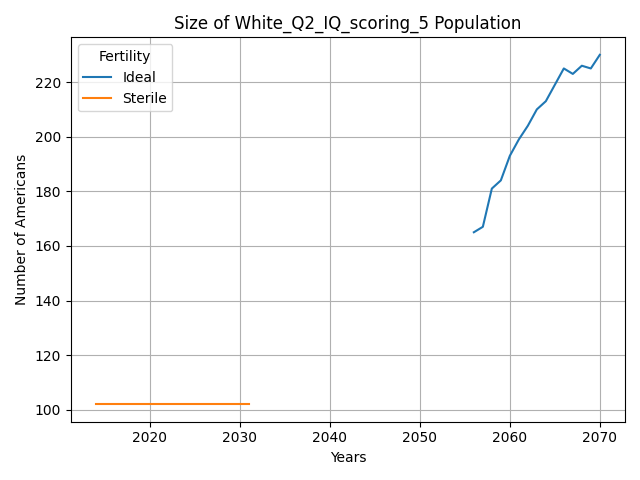 Size of White_Q2_IQ_scoring_5 Population
Fertility
Ideal
Sterile
Number of Americans
220
200
180
160
140
120
100
2020 2030 2040 2050 2060 2070
Years